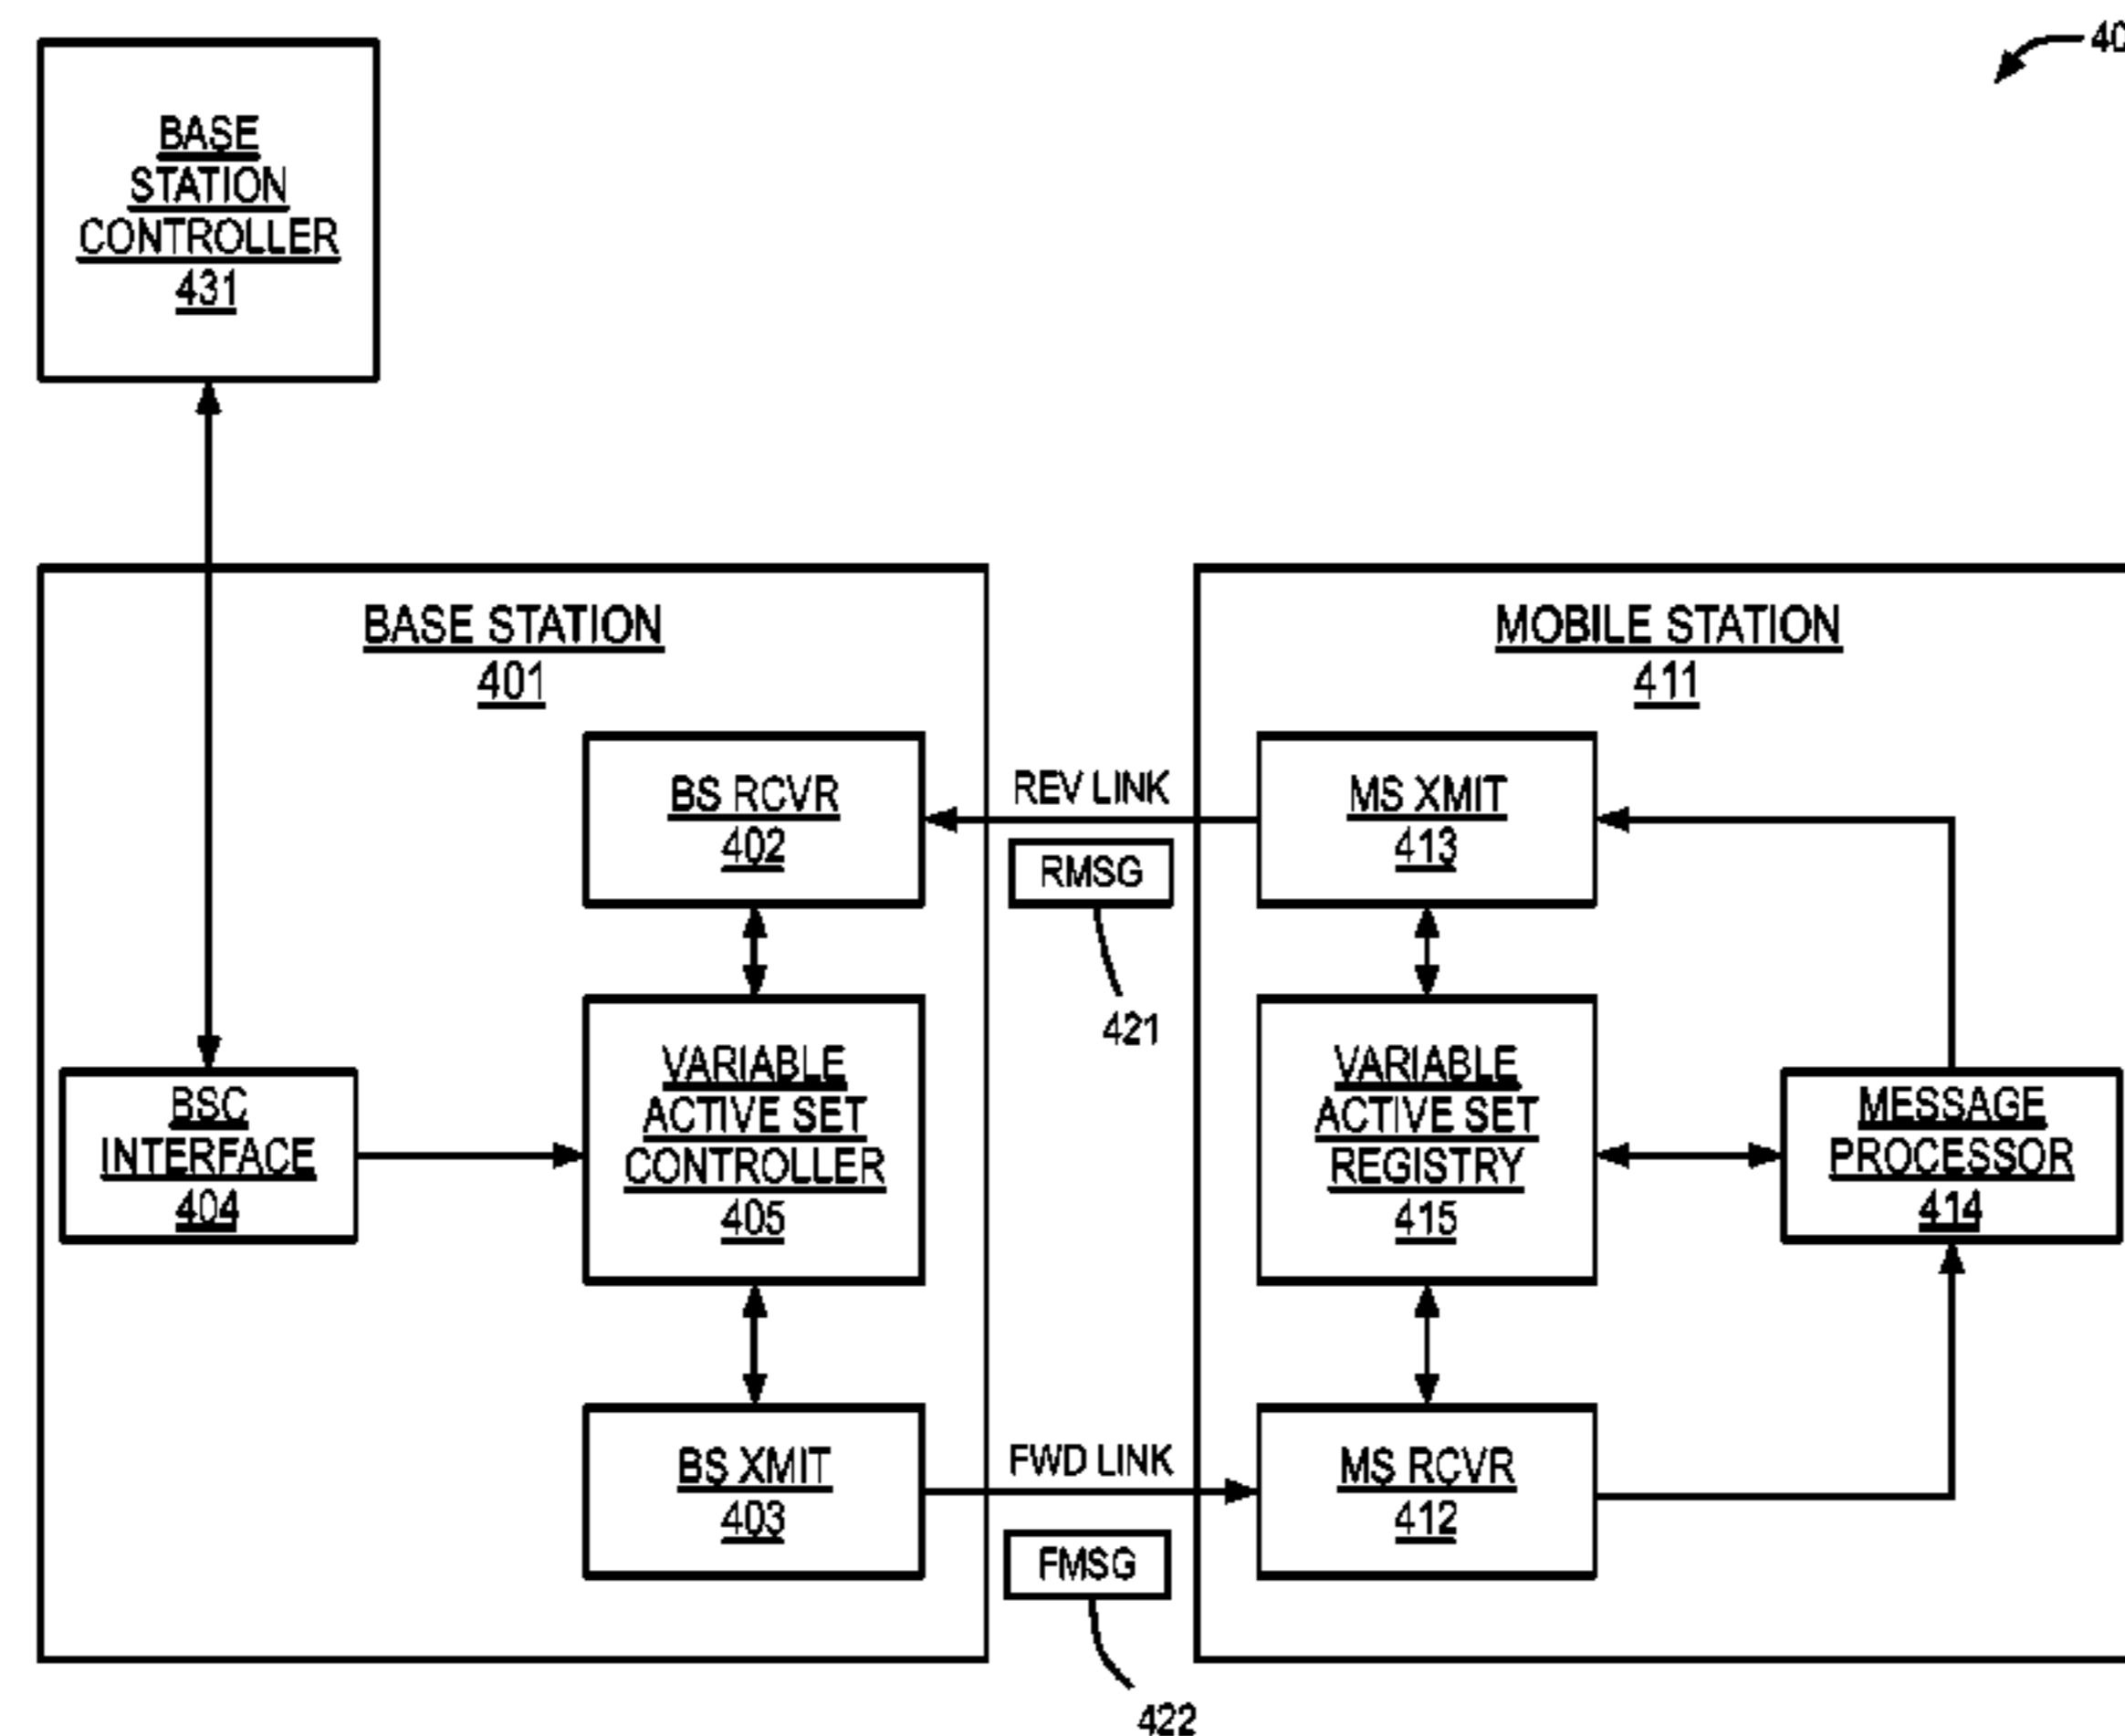 40
BASE
STATION
CONTROLLER
431
BASE STATION
401
MOBILE STATION
411
BS RCVR
402
REV LINK
RMSG
421
MS XMIT
413
BSC
INTERFACE
404
VARIABLE
ACTIVE SET
CONTROLLER
405
VARIABLE
ACTIVE SET
REGISTRY
415
MESSAGE
PROCESSOR
414
BS XMIT
403
FWD LINK
FMSG
422
MS RCVR
412